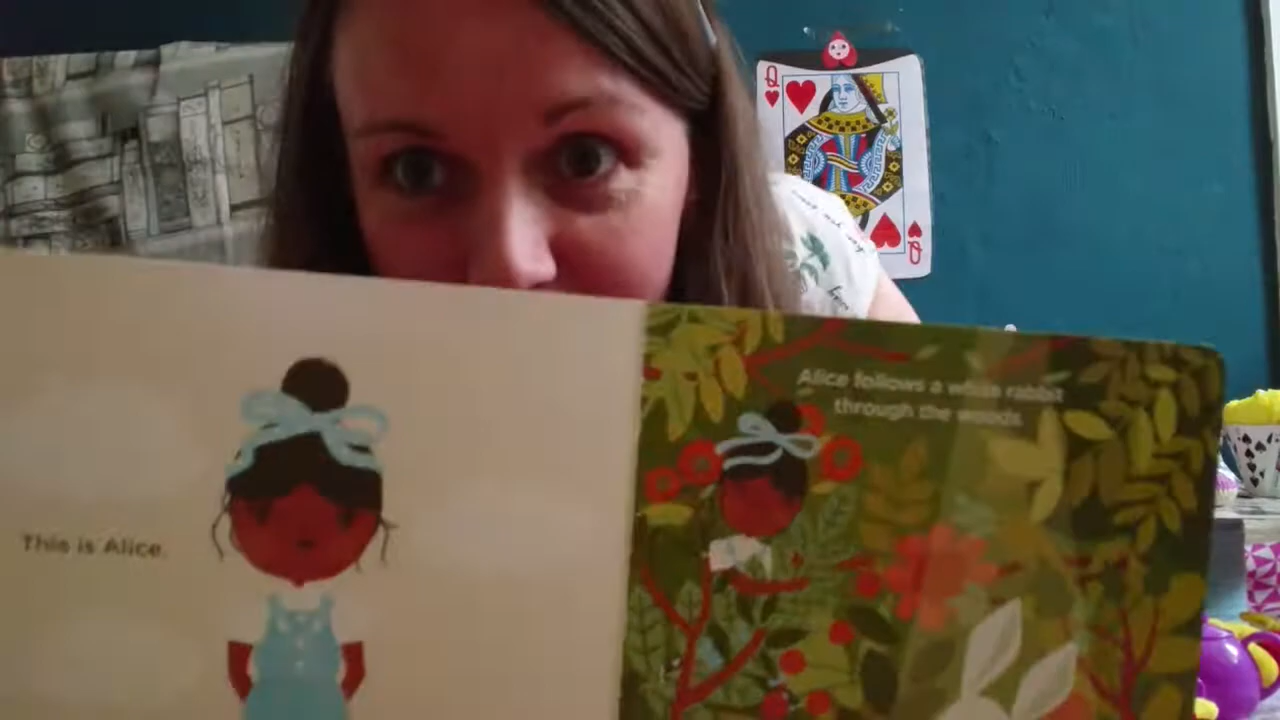 Q
This is Alice.
Alice follows a white rabbit
through the woods.
Q